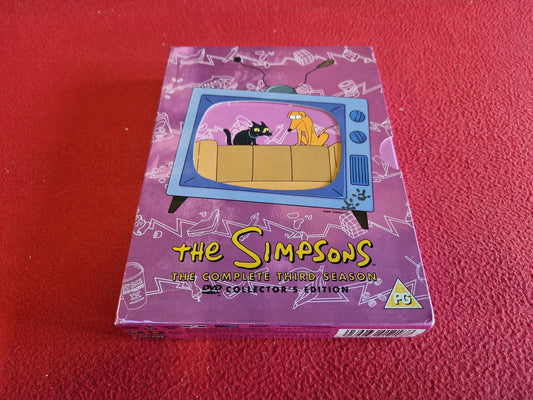 the SIMPSONS
THE COMPLETE THIRD SEASON
DVD COLLECTOR'S EDITION
PG